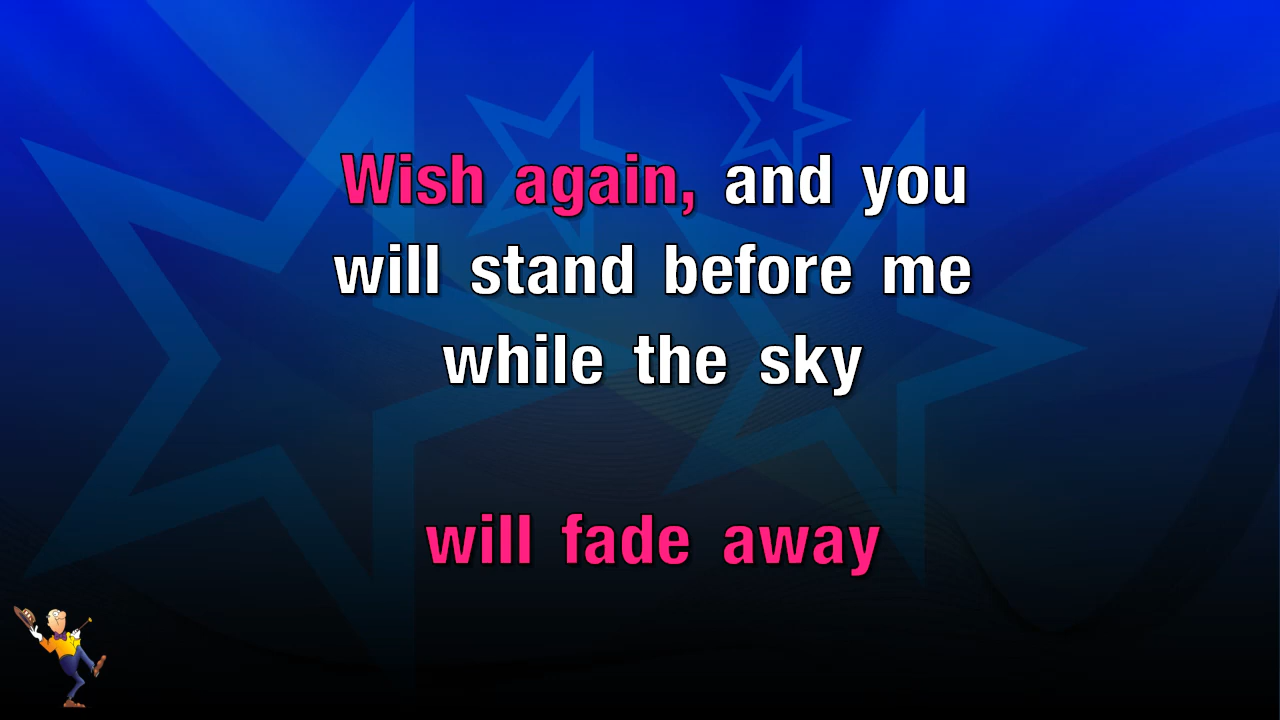 Wish again, and you
will stand before me
while the sky
will fade away